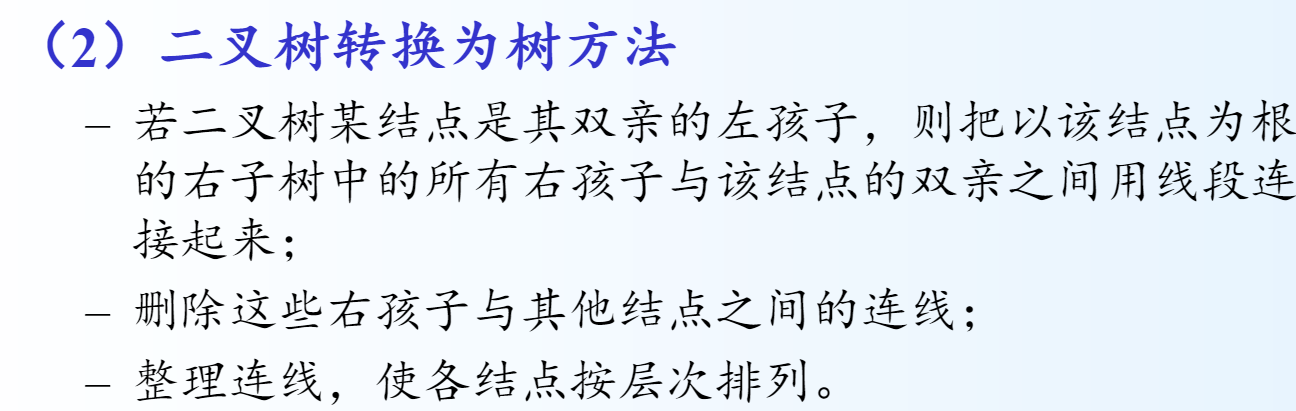 （2）二叉树转换为树方法
– 若二叉树某结点是其双亲的左孩子，则把以该结点为根
的右子树中的所有右孩子与该结点的双亲之间用线段连
接起来；
– 删除这些右孩子与其他结点之间的连线；
– 整理连线，使各结点按层次排列。